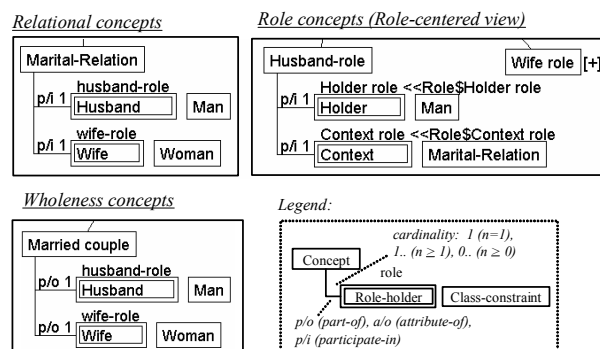 Relational concepts
Marital-Relation
husband-role
p/i 1 Husband Man
wife-role
p/i 1 Wife Woman
Role concepts (Role-centered view)
Husband-role
Wife role [+]
Holder role <<Role$Holder role
p/i 1 Holder Man
Context role <<Role$Context role
p/i 1 Context Marital-Relation
Wholeness concepts
Married couple
husband-role
p/o 1 Husband Man
wife-role
p/o 1 Wife Woman
Legend:
cardinality: 1 (n=1),
1.. (n ≥ 1), 0.. (n ≥ 0)
Concept
role
Role-holder Class-constraint
p/o (part-of), a/o (attribute-of),
p/i (participate-in)